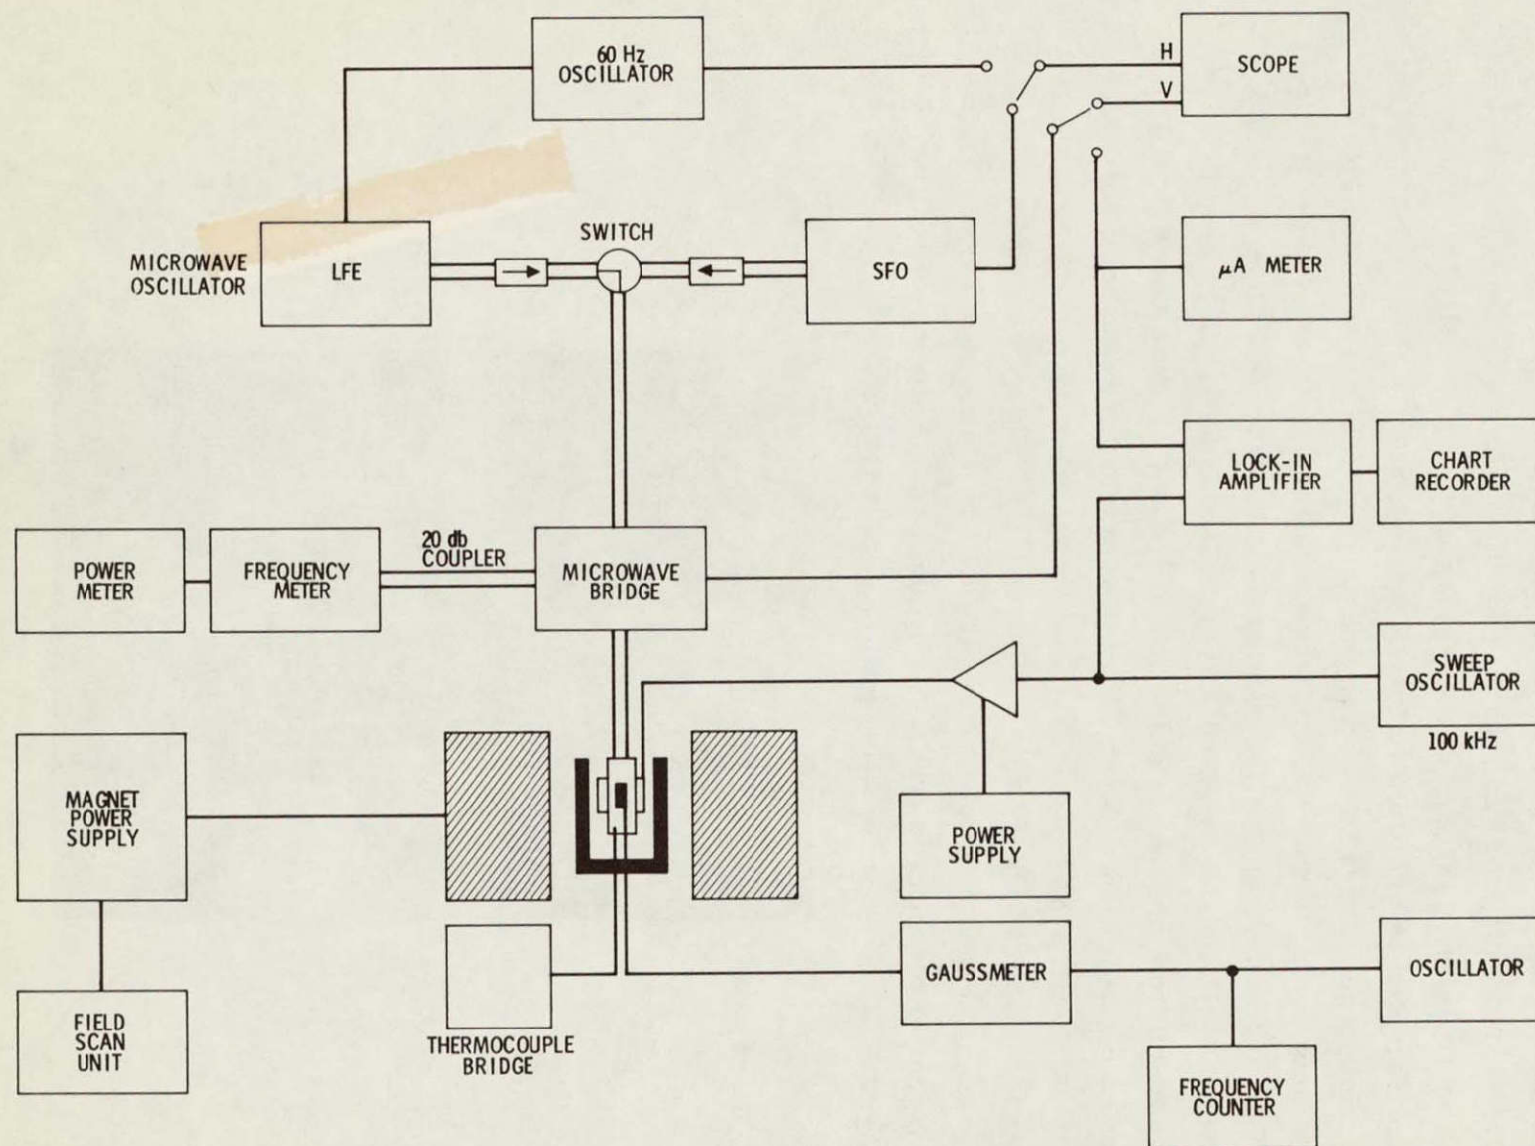 60 Hz
OSCILLATOR
H
V
SCOPE
SWITCH
MICROWAVE
OSCILLATOR
LFE
SFO
μA METER
LOCK-IN
AMPLIFIER
CHART
RECORDER
20 db
COUPLER
POWER
METER
FREQUENCY
METER
MICROWAVE
BRIDGE
SWEEP
OSCILLATOR
100 kHz
MAGNET
POWER
SUPPLY
POWER
SUPPLY
GAUSSMETER
OSCILLATOR
FIELD
SCAN
UNIT
THERMOCOUPLE
BRIDGE
FREQUENCY
COUNTER